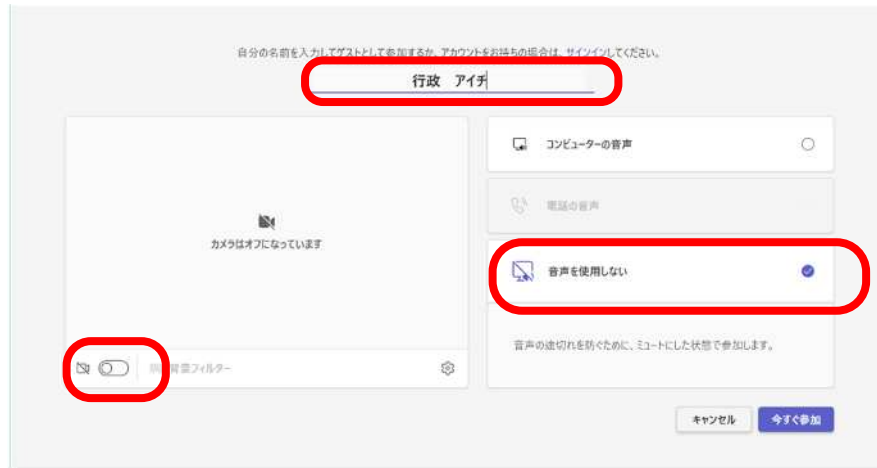 自分の名前を入力してゲストとして参加するか、アカウントをお持ちの場合は、サインインしてください。
行政　アイチ
コンピューターの音声
電話の音声
カメラはオフになっています
音声を使用しない
音声の途切れを防ぐために、ミュートにした状態で参加します。
背景フィルター
キャンセル
今すぐ参加